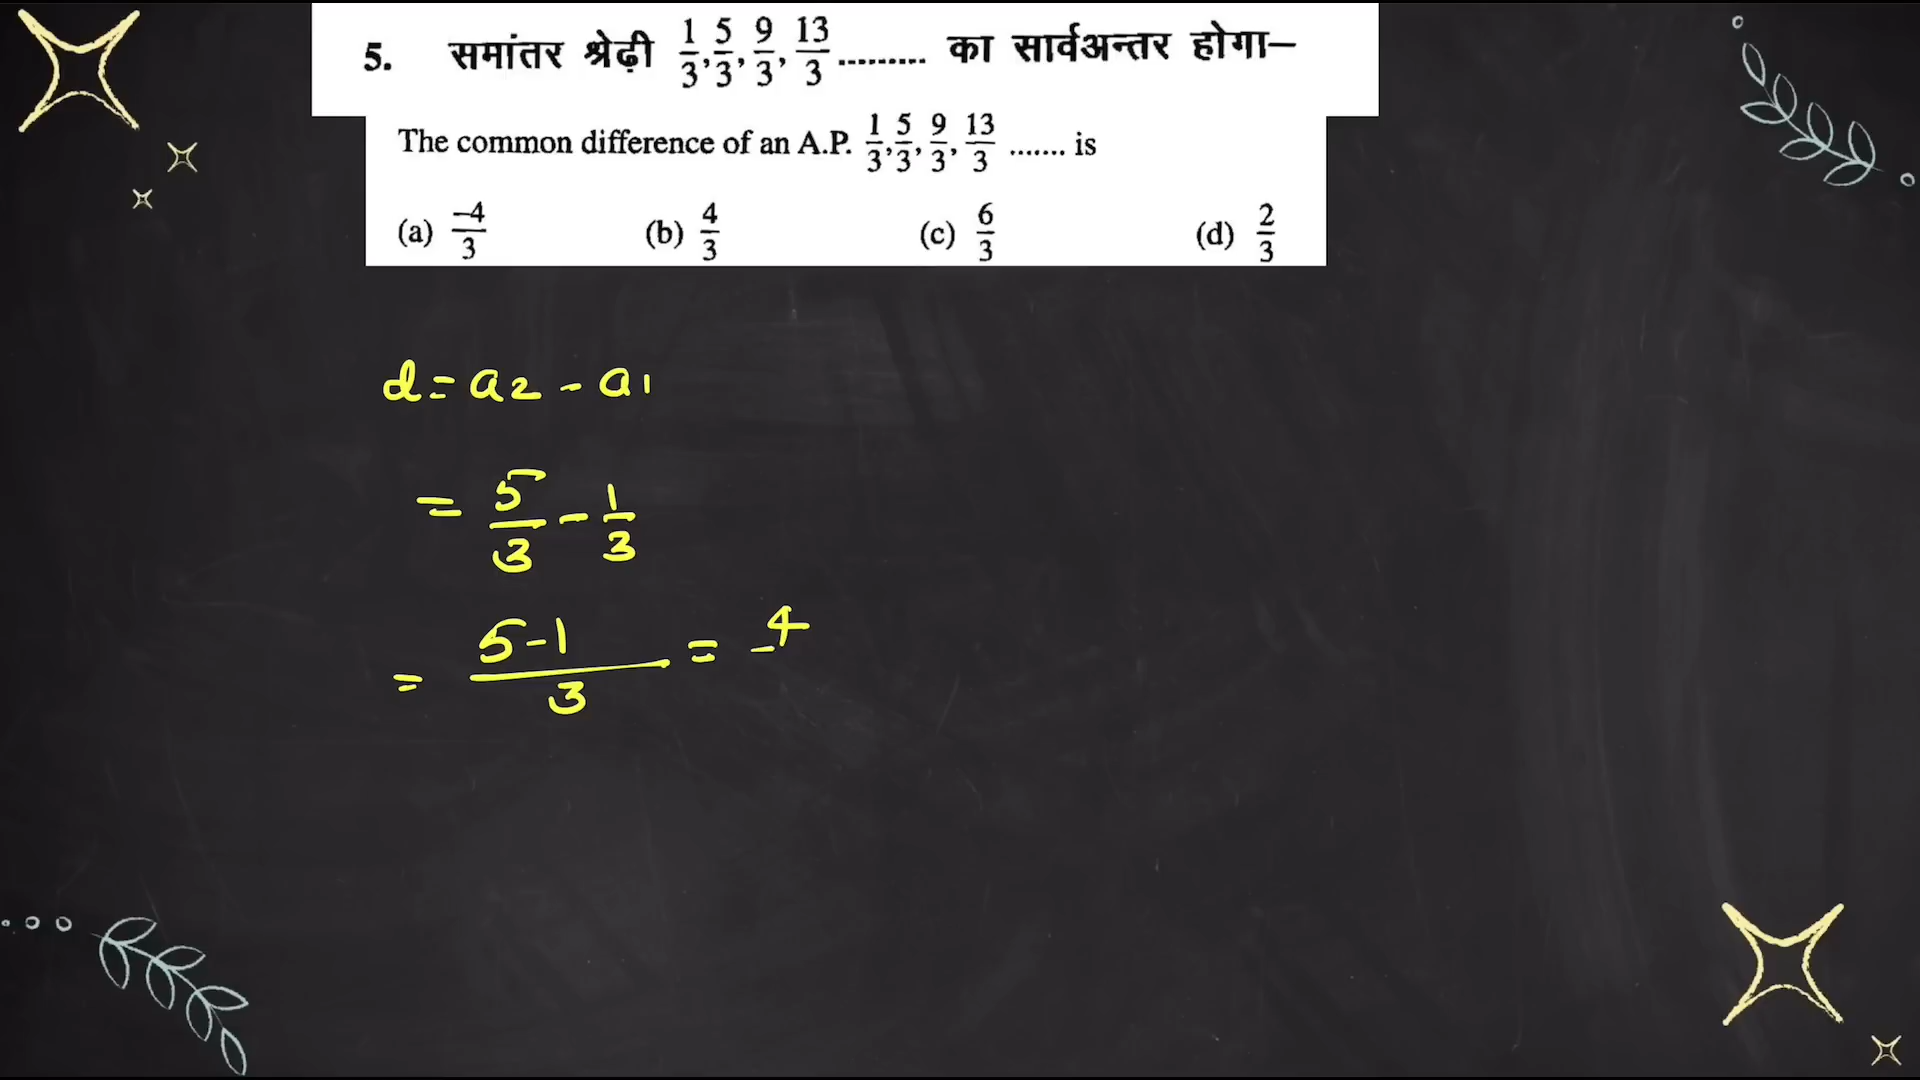 5. समांतर श्रेढ़ी 1/3, 5/3, 9/3, 13/3 ......... का सार्वअन्तर होगा–
The common difference of an A.P. 1/3, 5/3, 9/3, 13/3 ....... is
(a) –4/3 (b) 4/3 (c) 6/3 (d) 2/3
d = a2 - a1
= 5/3 - 1/3
= 5-1/3 = 4